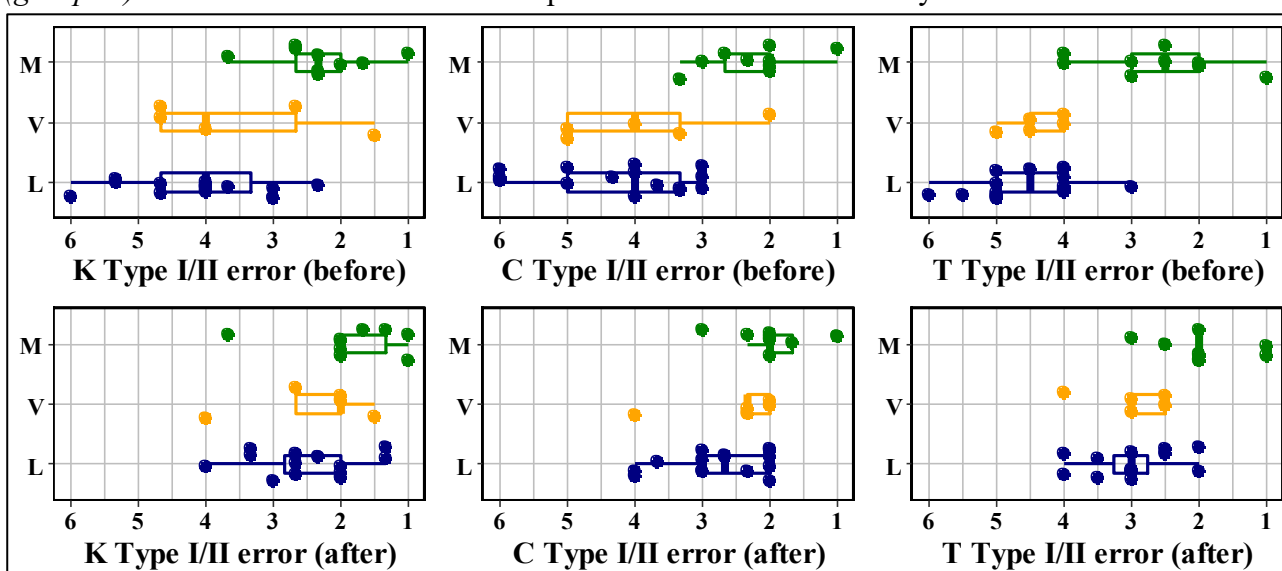 M
V
L
6 5 4 3 2 1
K Type I/II error (before)
M
V
L
6 5 4 3 2 1
C Type I/II error (before)
M
V
L
6 5 4 3 2 1
T Type I/II error (before)
M
V
L
6 5 4 3 2 1
K Type I/II error (after)
M
V
L
6 5 4 3 2 1
C Type I/II error (after)
M
V
L
6 5 4 3 2 1
T Type I/II error (after)